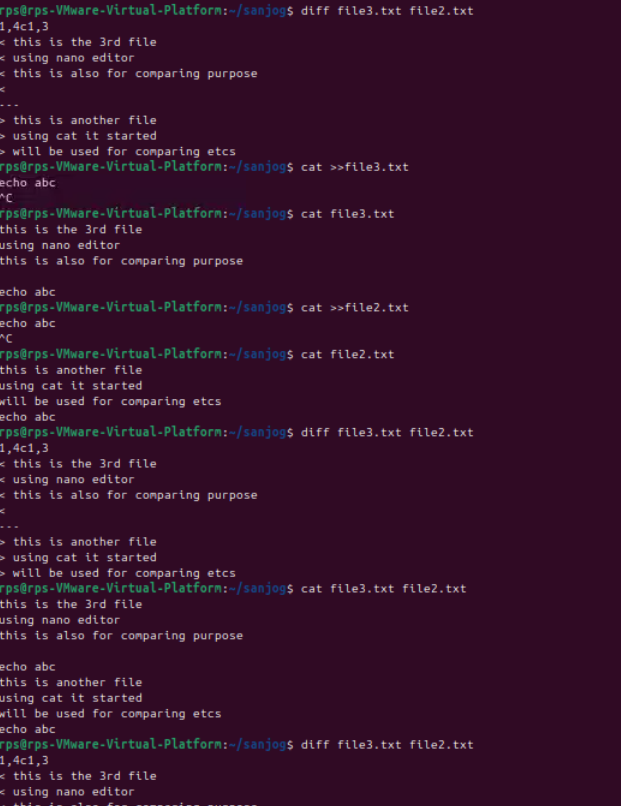 rps@rps-VMware-Virtual-Platform:~/sanjog$ diff file3.txt file2.txt
1,4c1,3
< this is the 3rd file
< using nano editor
< this is also for comparing purpose
<
---
> this is another file
> using cat it started
> will be used for comparing etcs
rps@rps-VMware-Virtual-Platform:~/sanjog$ cat >>file3.txt
echo abc
^C
rps@rps-VMware-Virtual-Platform:~/sanjog$ cat file3.txt
this is the 3rd file
using nano editor
this is also for comparing purpose

echo abc
rps@rps-VMware-Virtual-Platform:~/sanjog$ cat >>file2.txt
echo abc
^C
rps@rps-VMware-Virtual-Platform:~/sanjog$ cat file2.txt
this is another file
using cat it started
will be used for comparing etcs
echo abc
rps@rps-VMware-Virtual-Platform:~/sanjog$ diff file3.txt file2.txt
1,4c1,3
< this is the 3rd file
< using nano editor
< this is also for comparing purpose
<
---
> this is another file
> using cat it started
> will be used for comparing etcs
rps@rps-VMware-Virtual-Platform:~/sanjog$ cat file3.txt file2.txt
this is the 3rd file
using nano editor
this is also for comparing purpose

echo abc
this is another file
using cat it started
will be used for comparing etcs
echo abc
rps@rps-VMware-Virtual-Platform:~/sanjog$ diff file3.txt file2.txt
1,4c1,3
< this is the 3rd file
< using nano editor
< this is also for comparing purpose